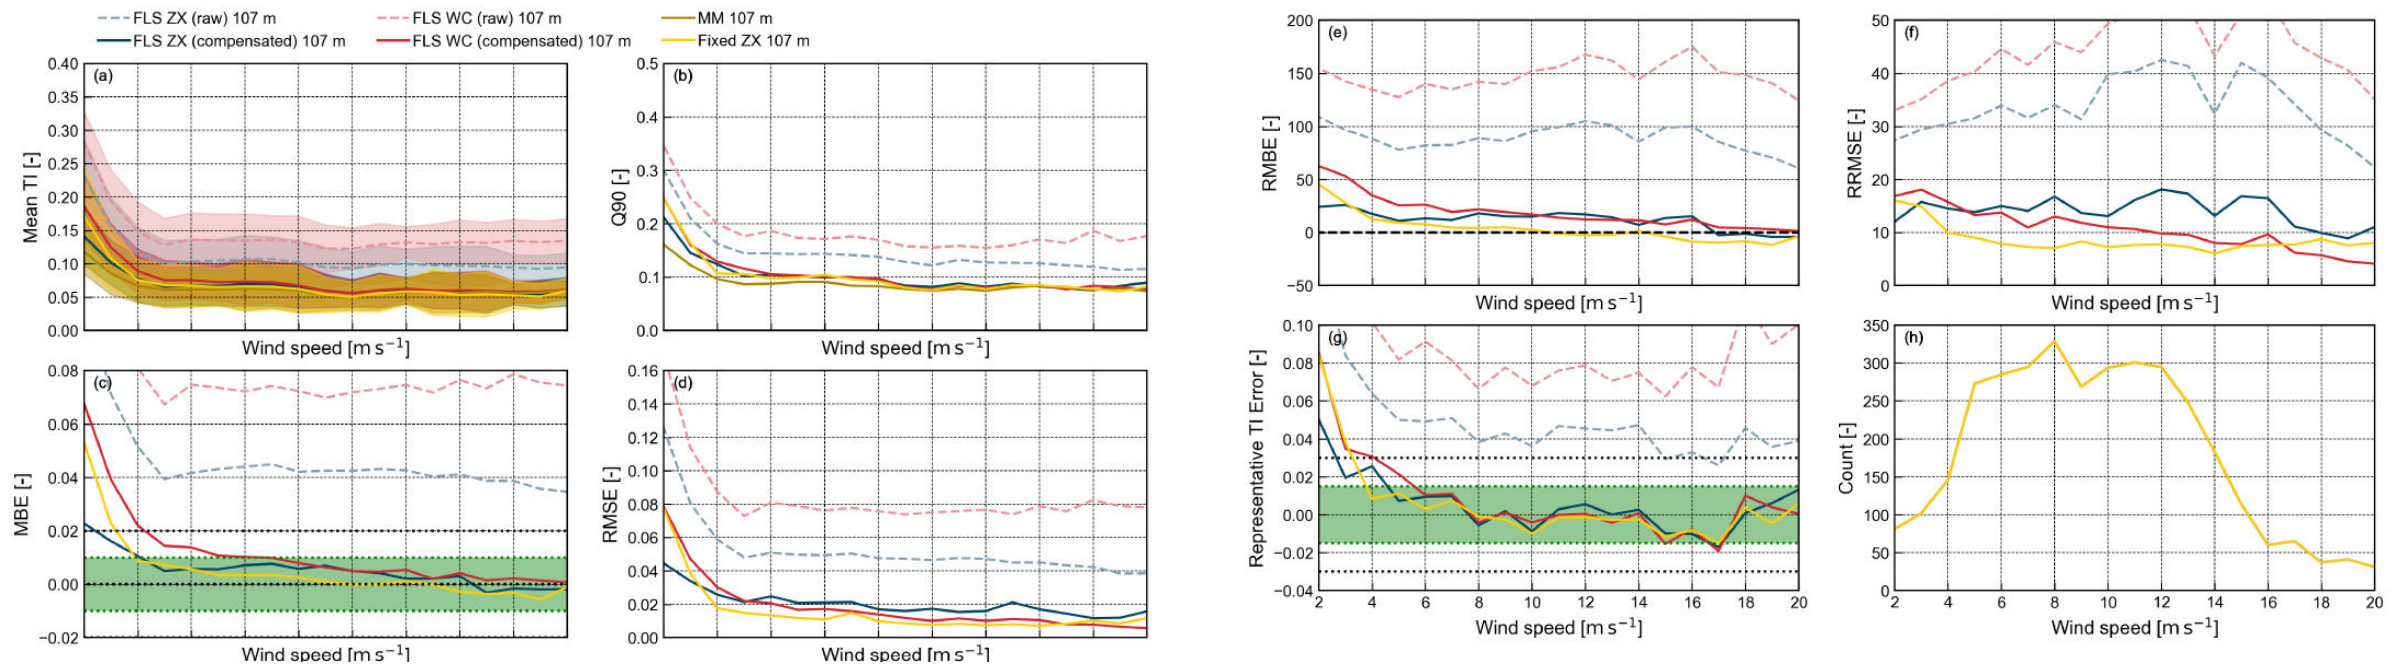 FLS ZX (raw) 107 m
FLS WC (raw) 107 m
MM 107 m
FLS ZX (compensated) 107 m
FLS WC (compensated) 107 m
Fixed ZX 107 m
(a)
0.40
0.35
0.30
0.25
0.20
0.15
0.10
0.05
0.00
Mean TI [-]
Wind speed [m s⁻¹]
(b)
0.5
0.4
0.3
0.2
0.1
0.0
Q90 [-]
Wind speed [m s⁻¹]
(c)
0.08
0.06
0.04
0.02
0.00
−0.02
MBE [-]
Wind speed [m s⁻¹]
(d)
0.16
0.14
0.12
0.10
0.08
0.06
0.04
0.02
0.00
RMSE [-]
Wind speed [m s⁻¹]
(e)
200
150
100
50
0
−50
RMBE [-]
Wind speed [m s⁻¹]
(f)
50
40
30
20
10
0
RRMSE [-]
Wind speed [m s⁻¹]
(g)
0.10
0.08
0.06
0.04
0.02
0.00
−0.02
−0.04
Representative TI Error [-]
2 4 6 8 10 12 14 16 18 20
Wind speed [m s⁻¹]
(h)
350
300
250
200
150
100
50
0
Count [-]
2 4 6 8 10 12 14 16 18 20
Wind speed [m s⁻¹]